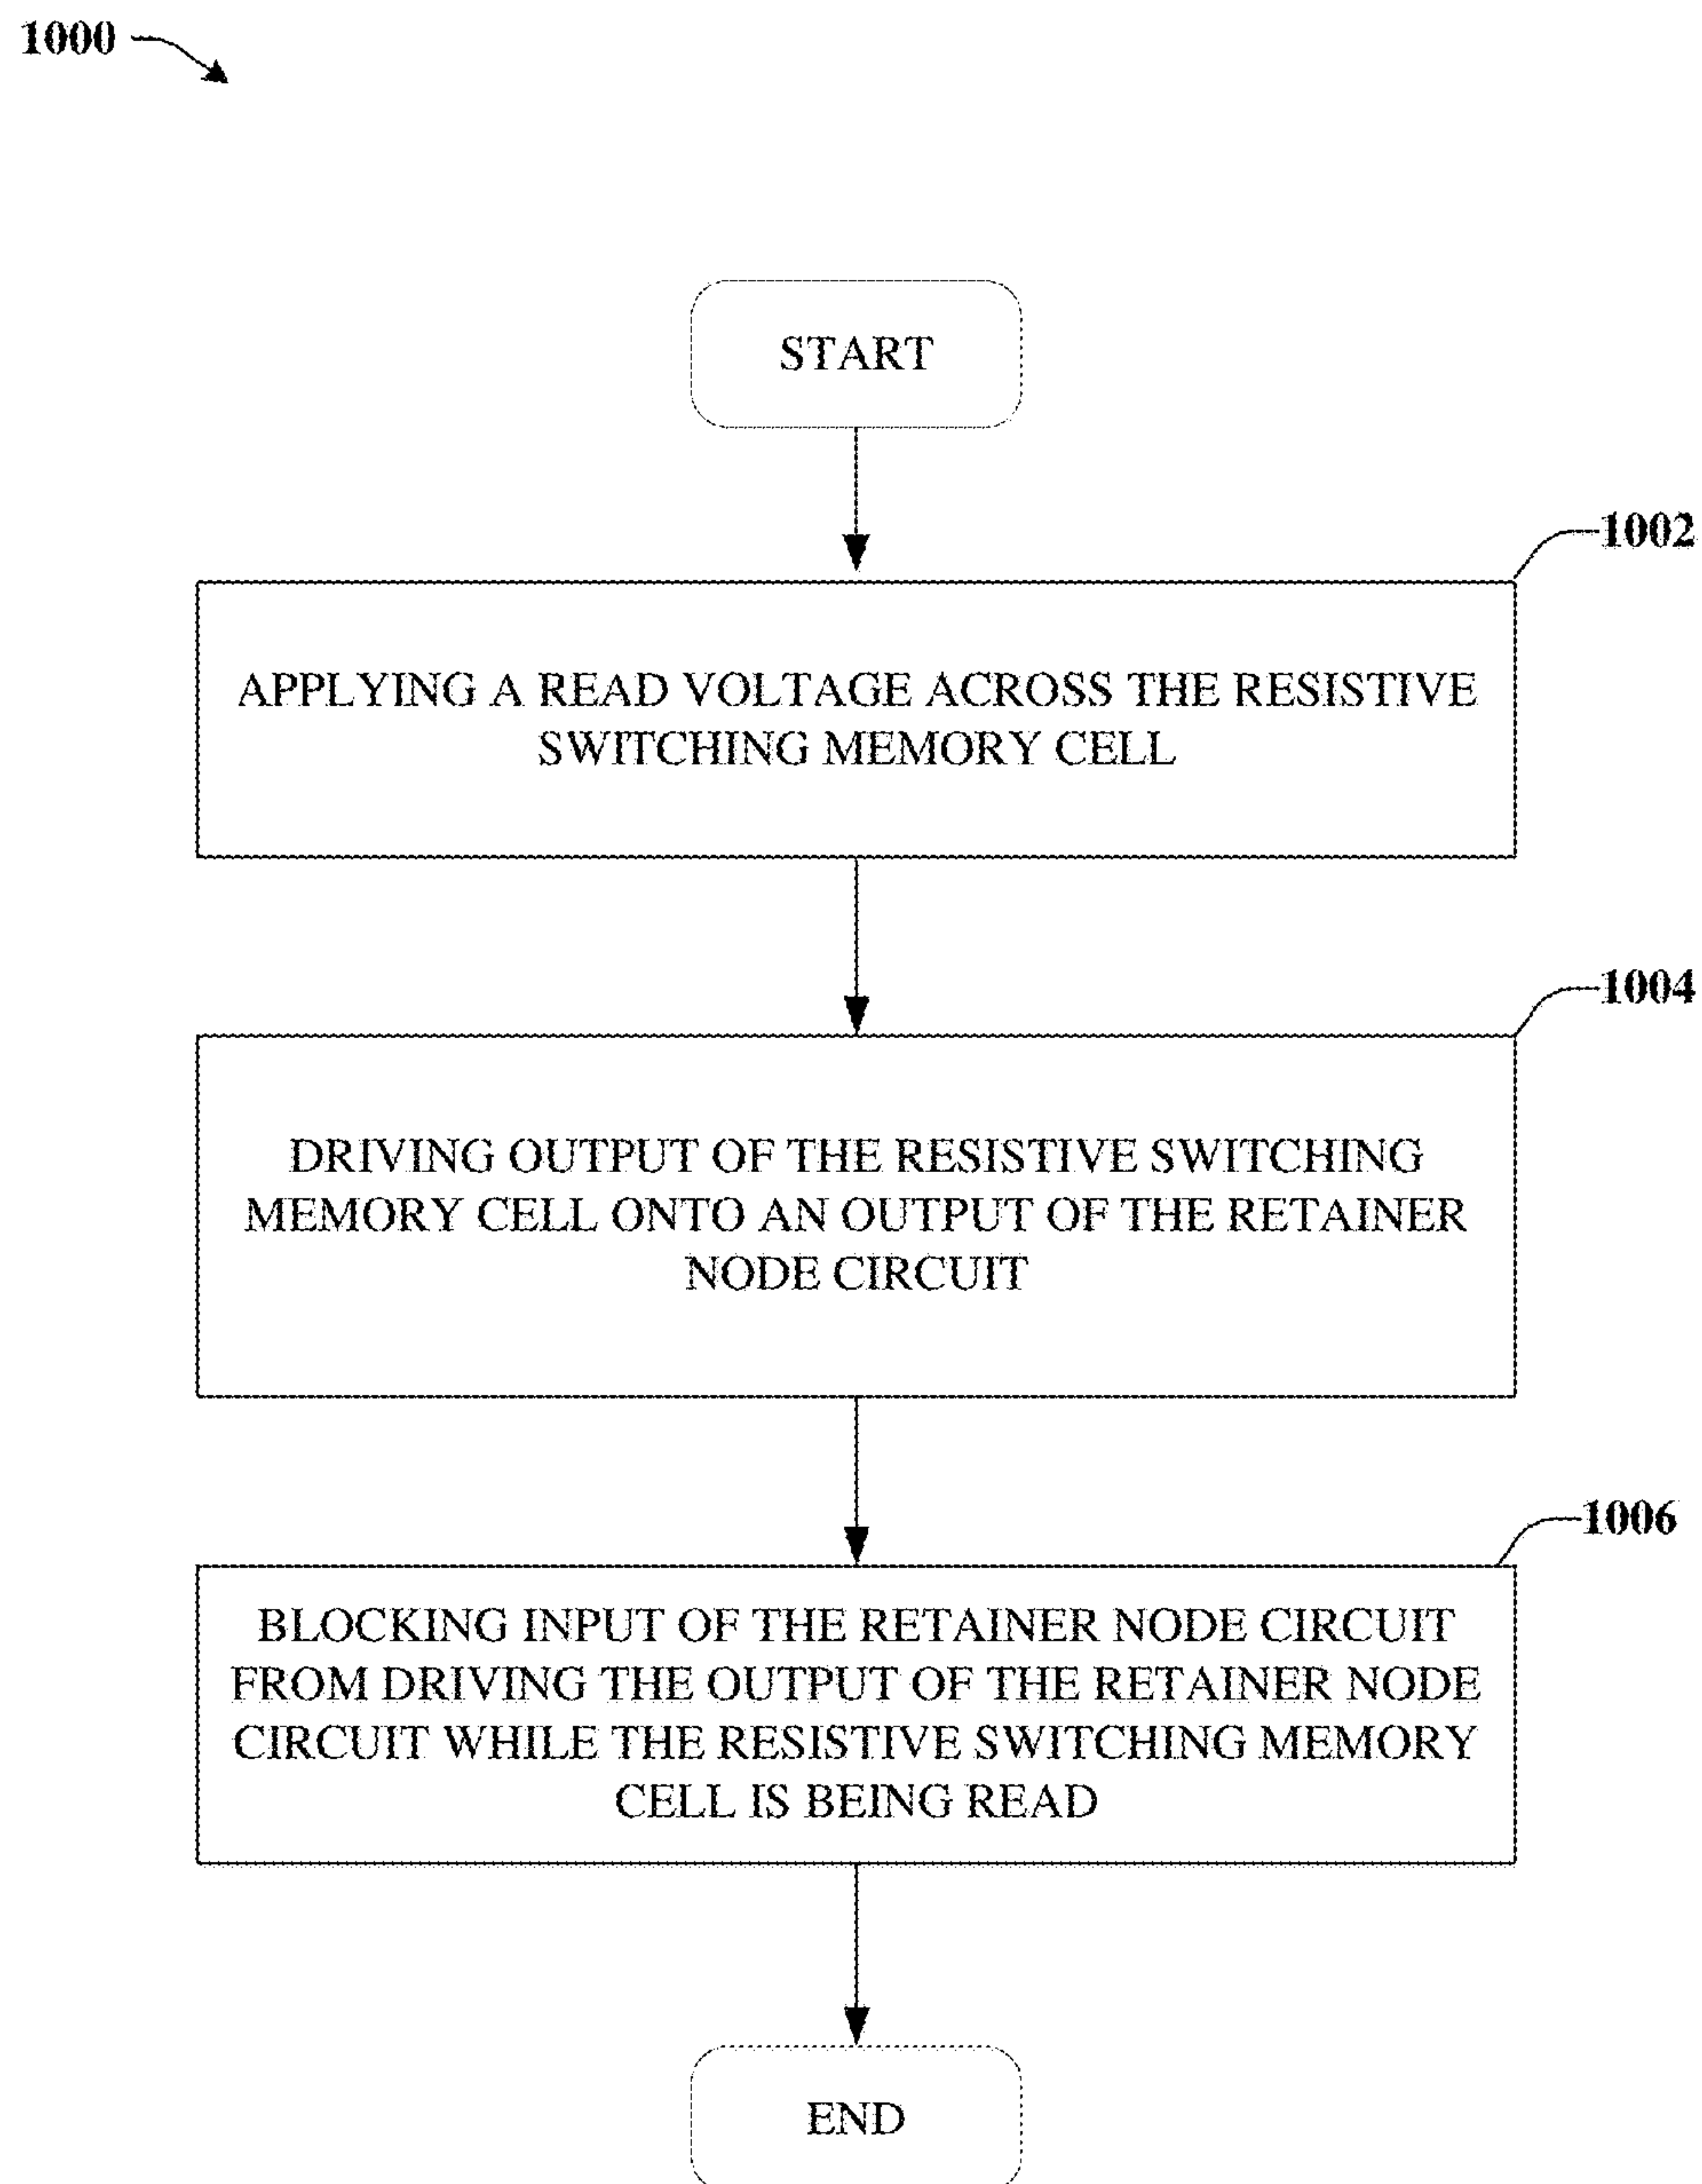 1000
START
1002
APPLYING A READ VOLTAGE ACROSS THE RESISTIVE
SWITCHING MEMORY CELL
1004
DRIVING OUTPUT OF THE RESISTIVE SWITCHING
MEMORY CELL ONTO AN OUTPUT OF THE RETAINER
NODE CIRCUIT
1006
BLOCKING INPUT OF THE RETAINER NODE CIRCUIT
FROM DRIVING THE OUTPUT OF THE RETAINER NODE
CIRCUIT WHILE THE RESISTIVE SWITCHING MEMORY
CELL IS BEING READ
END